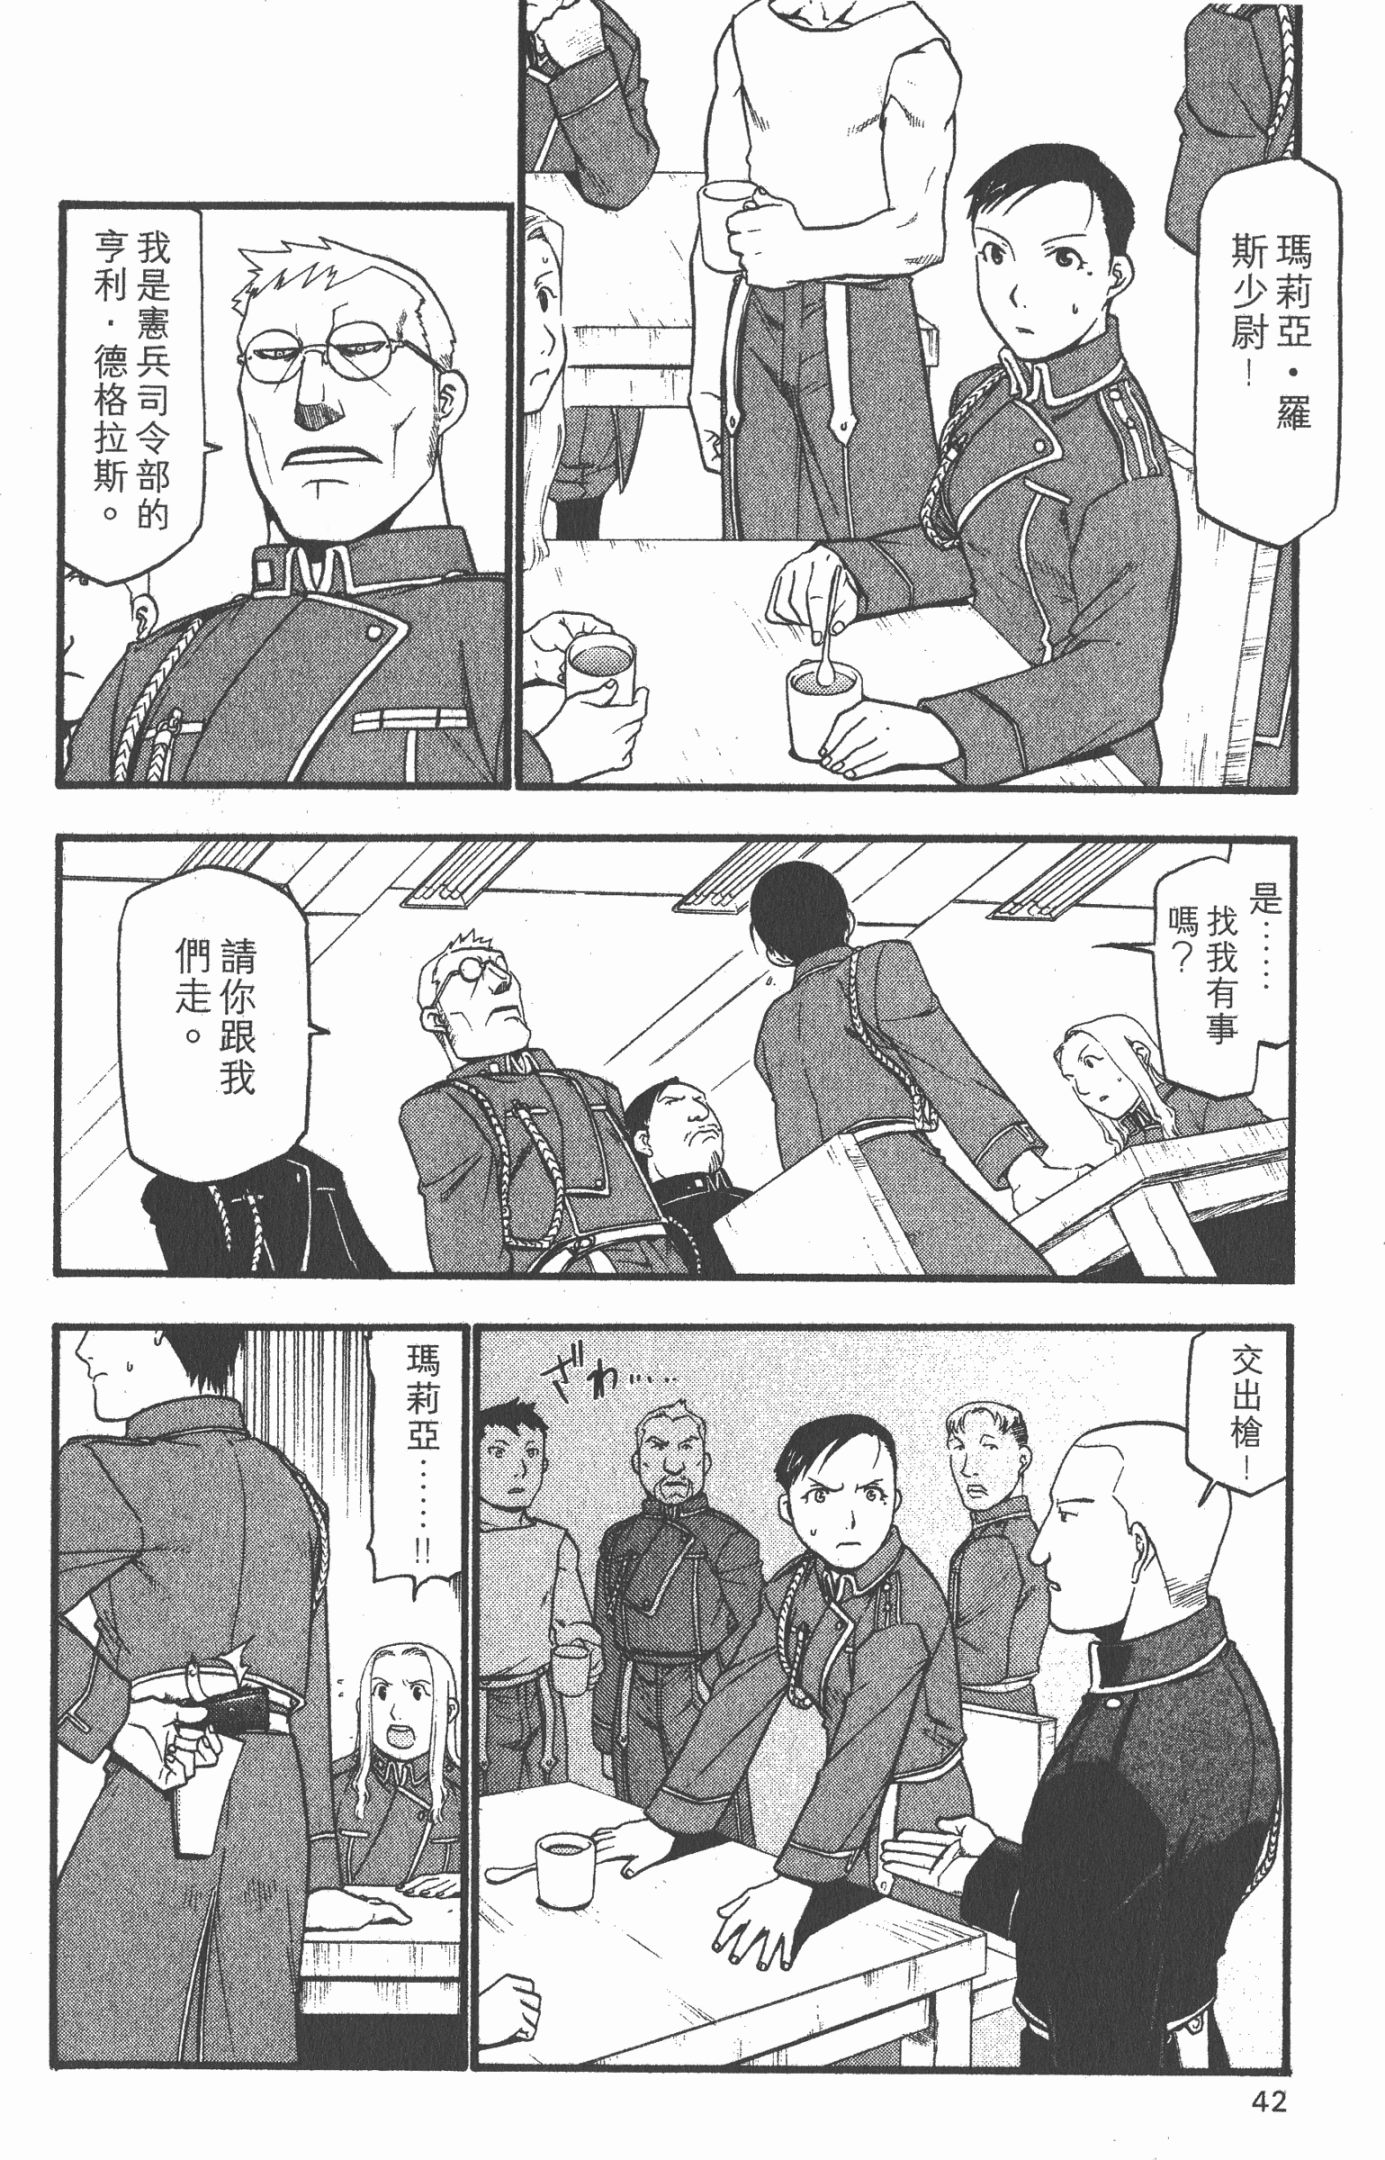 瑪莉亞・羅
斯少尉！
我是憲兵司令部的
亨利・德格拉斯。
是……
找我有事
嗎？
請你跟我
們走。
交出槍！
ざわ……
瑪莉亞……!!
42